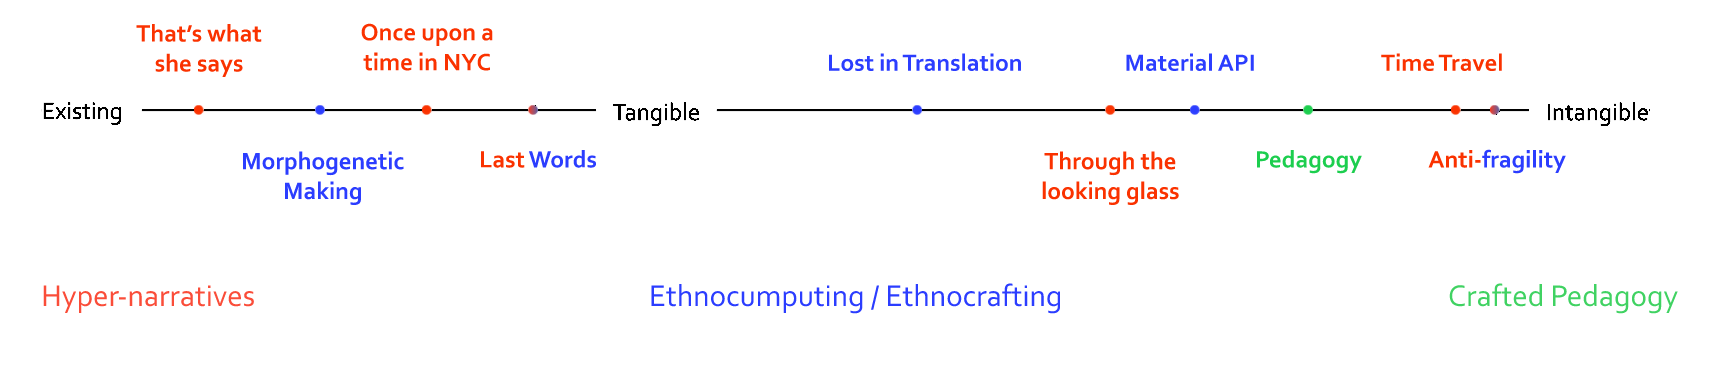 That's what
she says
Once upon a
time in NYC
Lost in Translation
Material API
Time Travel
Existing
Tangible
Intangible
Morphogenetic
Making
Last Words
Through the
looking glass
Pedagogy
Anti-fragility
Hyper-narratives
Ethnocumputing / Ethnocrafting
Crafted Pedagogy